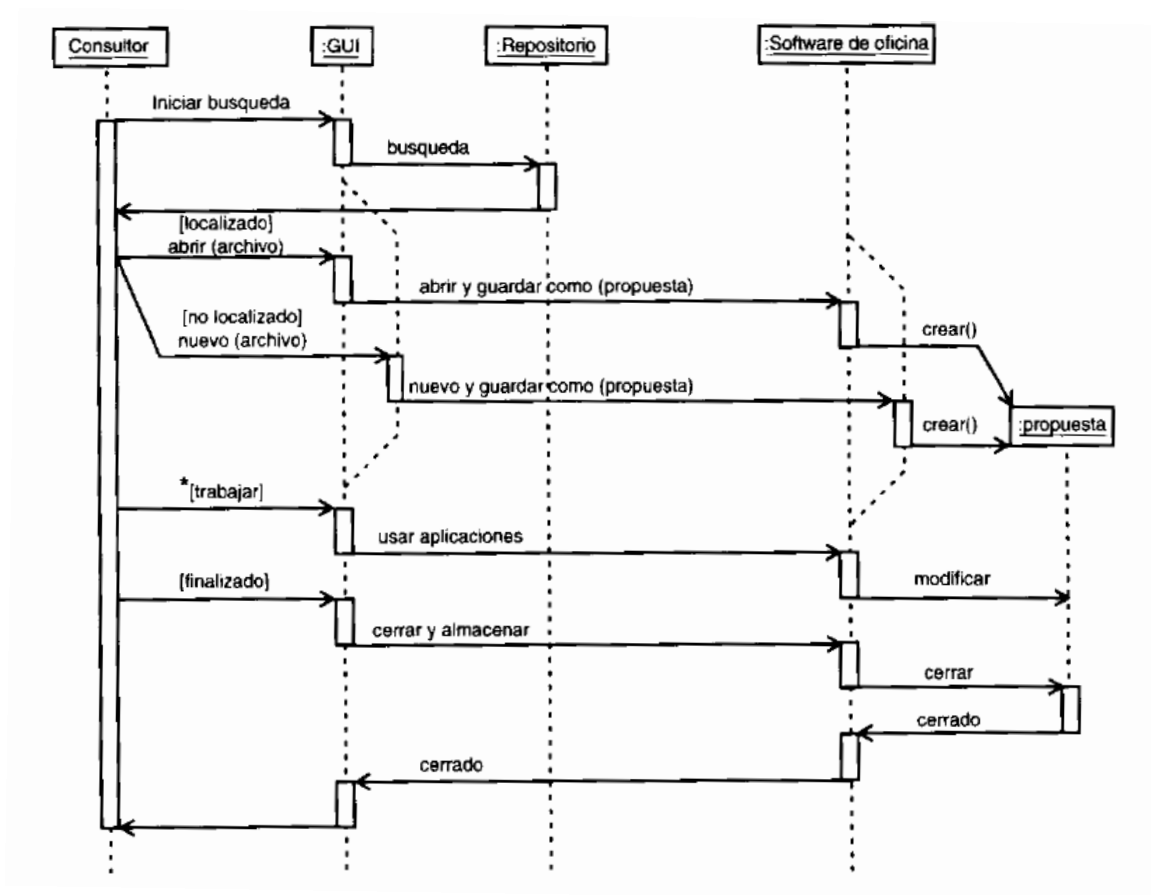 Consultor
:GUI
:Repositorio
:Software de oficina
Iniciar busqueda
busqueda
[localizado]
abrir (archivo)
abrir y guardar como (propuesta)
[no localizado]
nuevo (archivo)
crear()
nuevo y guardar como (propuesta)
crear()
:propuesta
*[trabajar]
usar aplicaciones
[finalizado]
modificar
cerrar y almacenar
cerrar
cerrado
cerrado